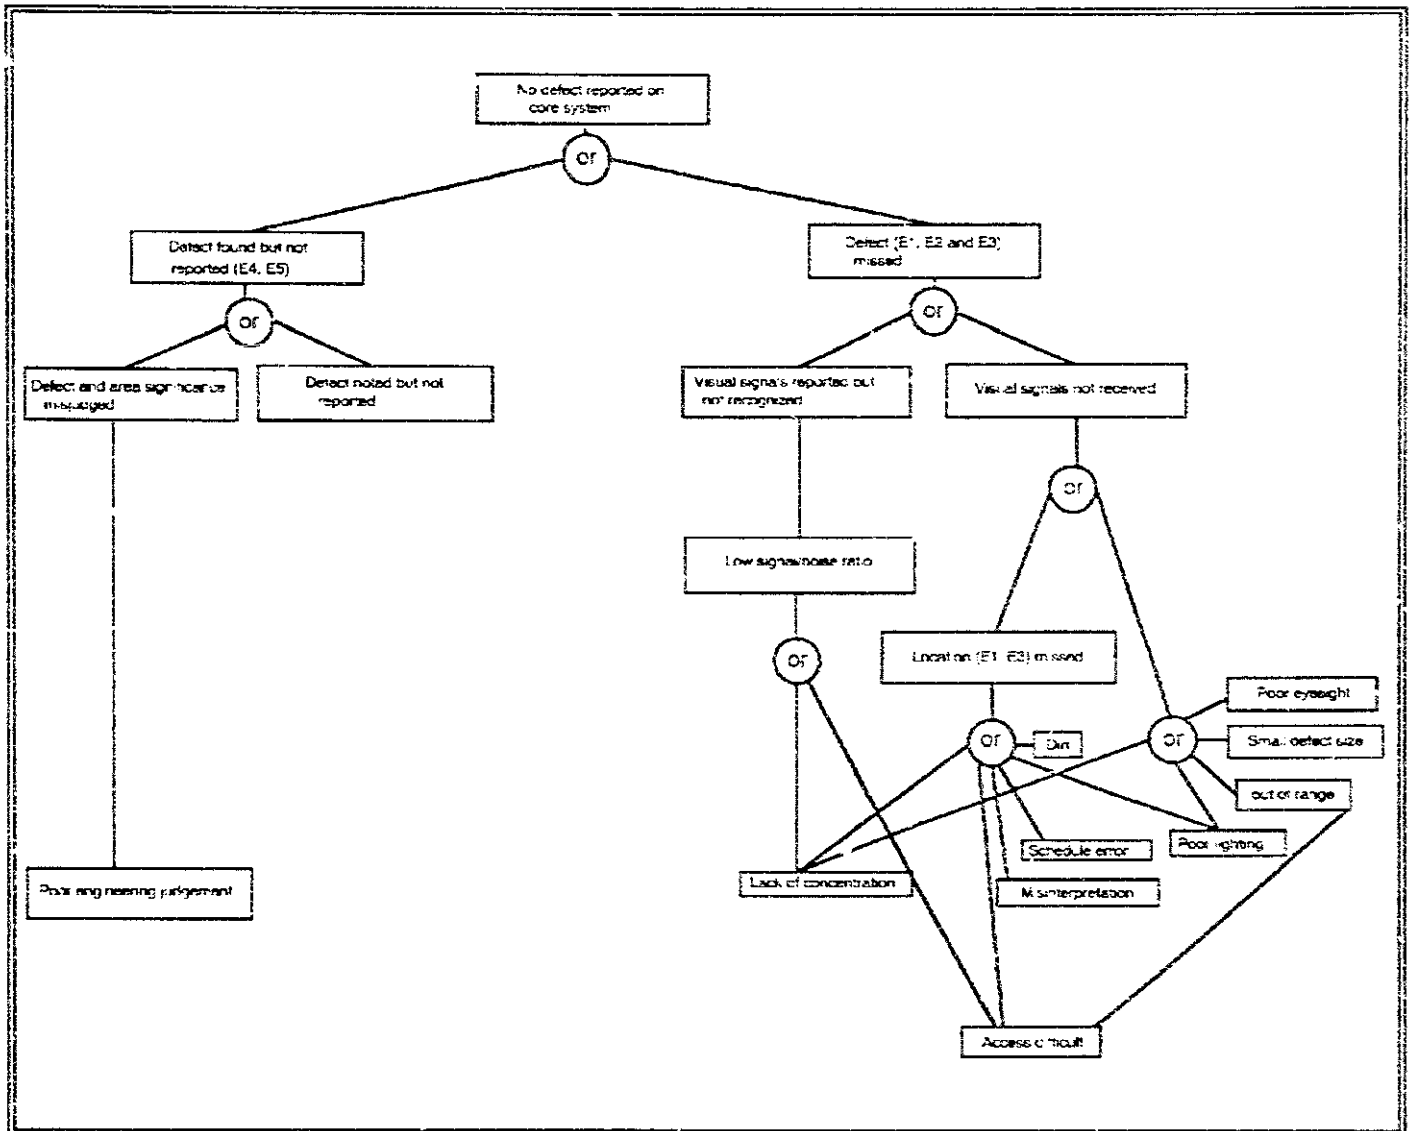 No defect reported on
core system
or
Defect found but not
reported (E4, E5)
Defect (E1, E2 and E3)
missed
or
or
Defect and area significance
misjudged
Defect noted but not
reported
Visual signals reported but
not recognized
Visual signals not received
or
Low signal/noise ratio
or
Location (E1, E3) missed
Poor eyesight
or
Dirt
or
Small defect size
out of range
Schedule error
Poor lighting
Poor engineering judgement
Lack of concentration
Misinterpretation
Access difficult